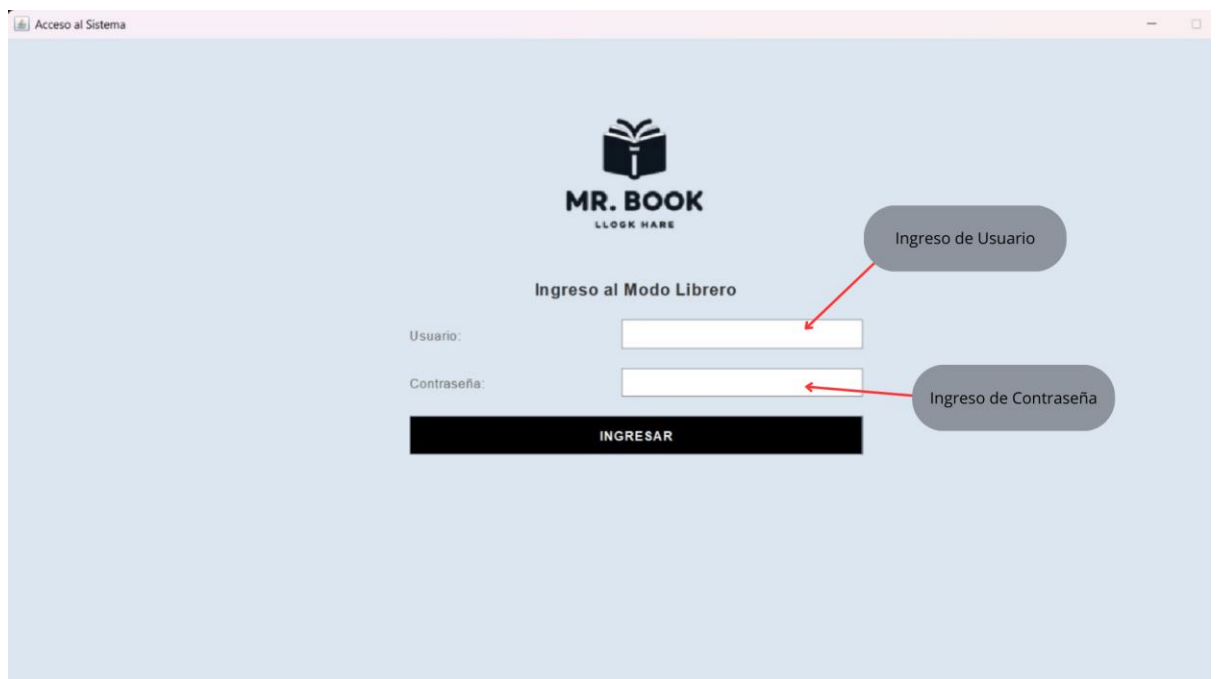 Acceso al Sistema
MR. BOOK
LLOGK HARE
Ingreso de Usuario
Ingreso al Modo Librero
Usuario:
Contraseña:
Ingreso de Contraseña
INGRESAR